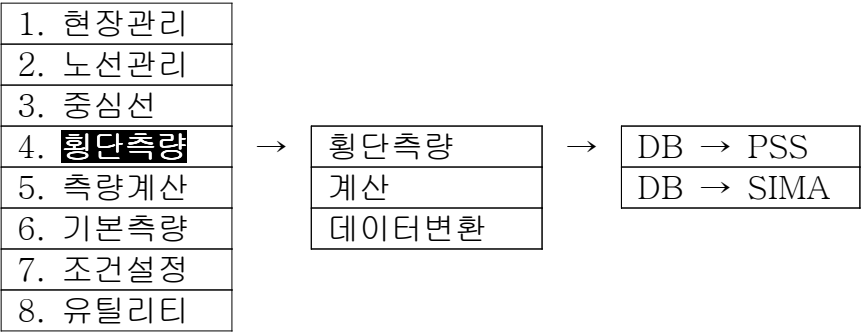 1. 현장관리
2. 노선관리
3. 중심선
4. 횡단측량 → 횡단측량 → DB → PSS
5. 측량계산 계산 DB → SIMA
6. 기본측량 데이터변환
7. 조건설정
8. 유틸리티